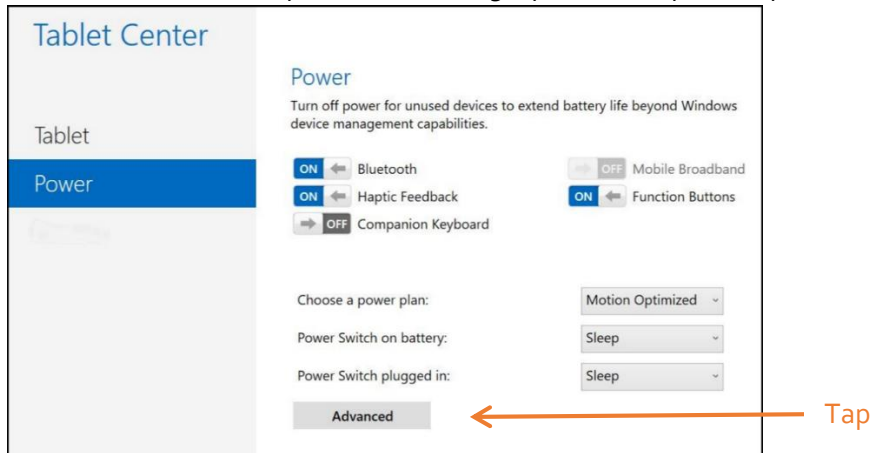 Tablet Center
Power
Turn off power for unused devices to extend battery life beyond Windows
device management capabilities.
Tablet
Power
ON Bluetooth
OFF Mobile Broadband
ON Haptic Feedback
ON Function Buttons
OFF Companion Keyboard
Choose a power plan: Motion Optimized
Power Switch on battery: Sleep
Power Switch plugged in: Sleep
Advanced
Tap